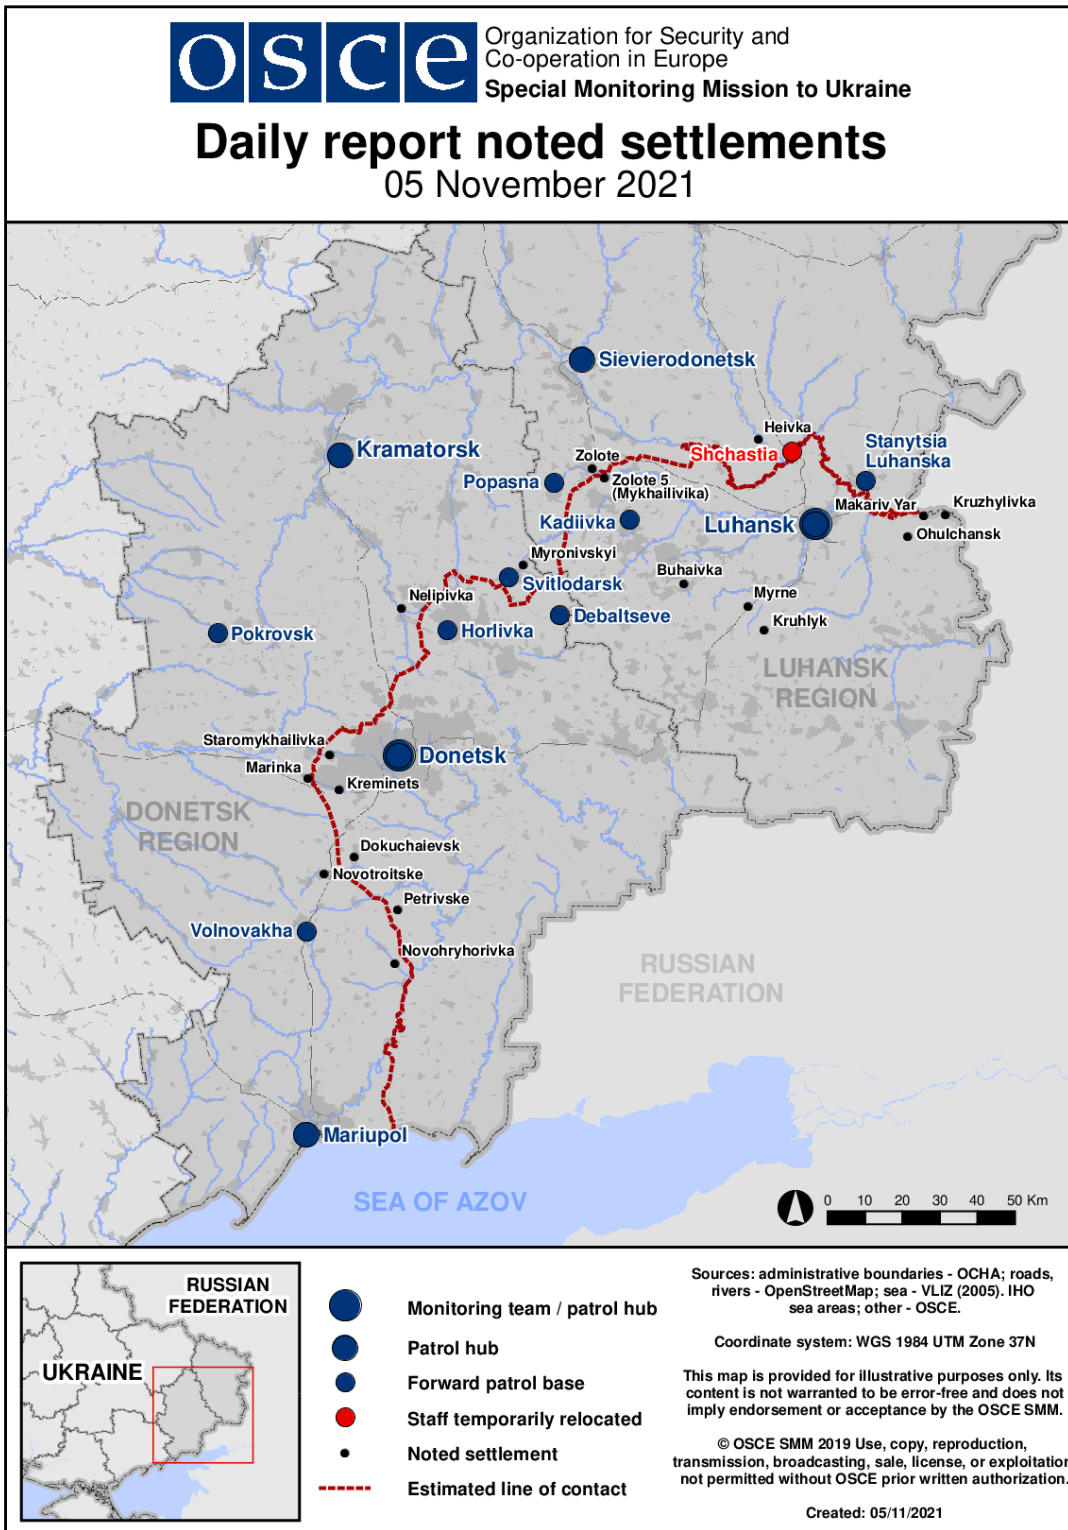 osce
Organization for Security and
Co-operation in Europe
Special Monitoring Mission to Ukraine
Daily report noted settlements
05 November 2021
Sievierodonetsk
Heivka
Kramatorsk
Shchastia
Stanytsia
Luhanska
Zolote
Popasna
Zolote 5
(Mykhailivika)
Makariv Yar
Kruzhylivka
Kadiivka
Luhansk
Ohulchansk
Myronivskyi
Buhaivka
Svitlodarsk
Nelipivka
Myrne
Debaltseve
Pokrovsk
Horlivka
Kruhlyk
LUHANSK
REGION
Staromykhailivka
Donetsk
Marinka
Kreminets
DONETSK
REGION
Dokuchaievsk
Novotroitske
Petrivske
Volnovakha
Novohryhorivka
RUSSIAN
FEDERATION
Mariupol
SEA OF AZOV
0 10 20 30 40 50 Km
RUSSIAN
FEDERATION
UKRAINE
Monitoring team / patrol hub
Patrol hub
Forward patrol base
Staff temporarily relocated
Noted settlement
Estimated line of contact
Sources: administrative boundaries - OCHA; roads,
rivers - OpenStreetMap; sea - VLIZ (2005). IHO
sea areas; other - OSCE.
Coordinate system: WGS 1984 UTM Zone 37N
This map is provided for illustrative purposes only. Its
content is not warranted to be error-free and does not
imply endorsement or acceptance by the OSCE SMM.
© OSCE SMM 2019 Use, copy, reproduction,
transmission, broadcasting, sale, license, or exploitation
not permitted without OSCE prior written authorization.
Created: 05/11/2021